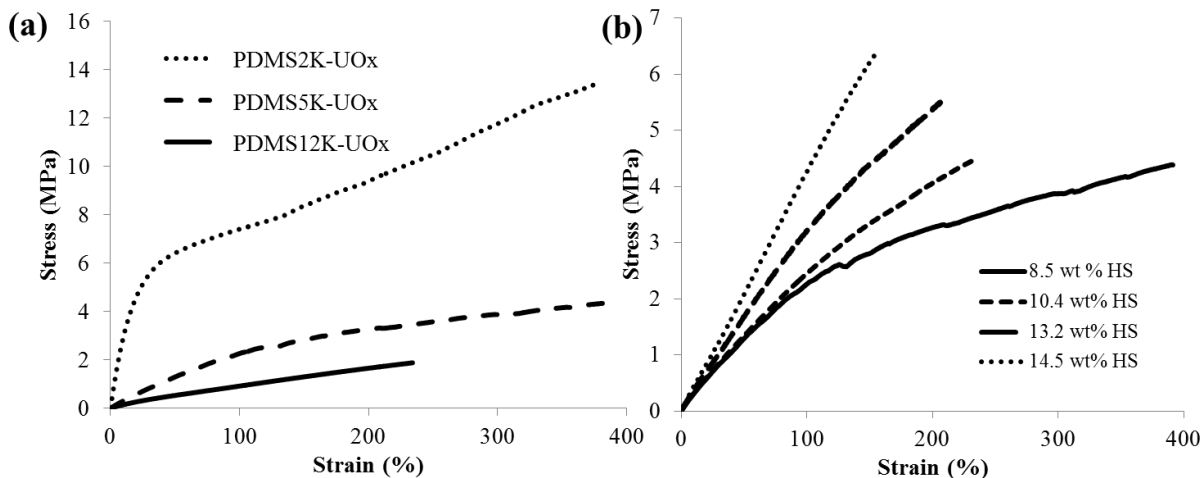 (a)
16
14
12
10
8
6
4
2
0
Stress (MPa)
PDMS2K-UOx
PDMS5K-UOx
PDMS12K-UOx
0 100 200 300 400
Strain (%)
(b)
7
6
5
4
3
2
1
0
Stress (MPa)
8.5 wt % HS
10.4 wt% HS
13.2 wt% HS
14.5 wt% HS
0 100 200 300 400
Strain (%)